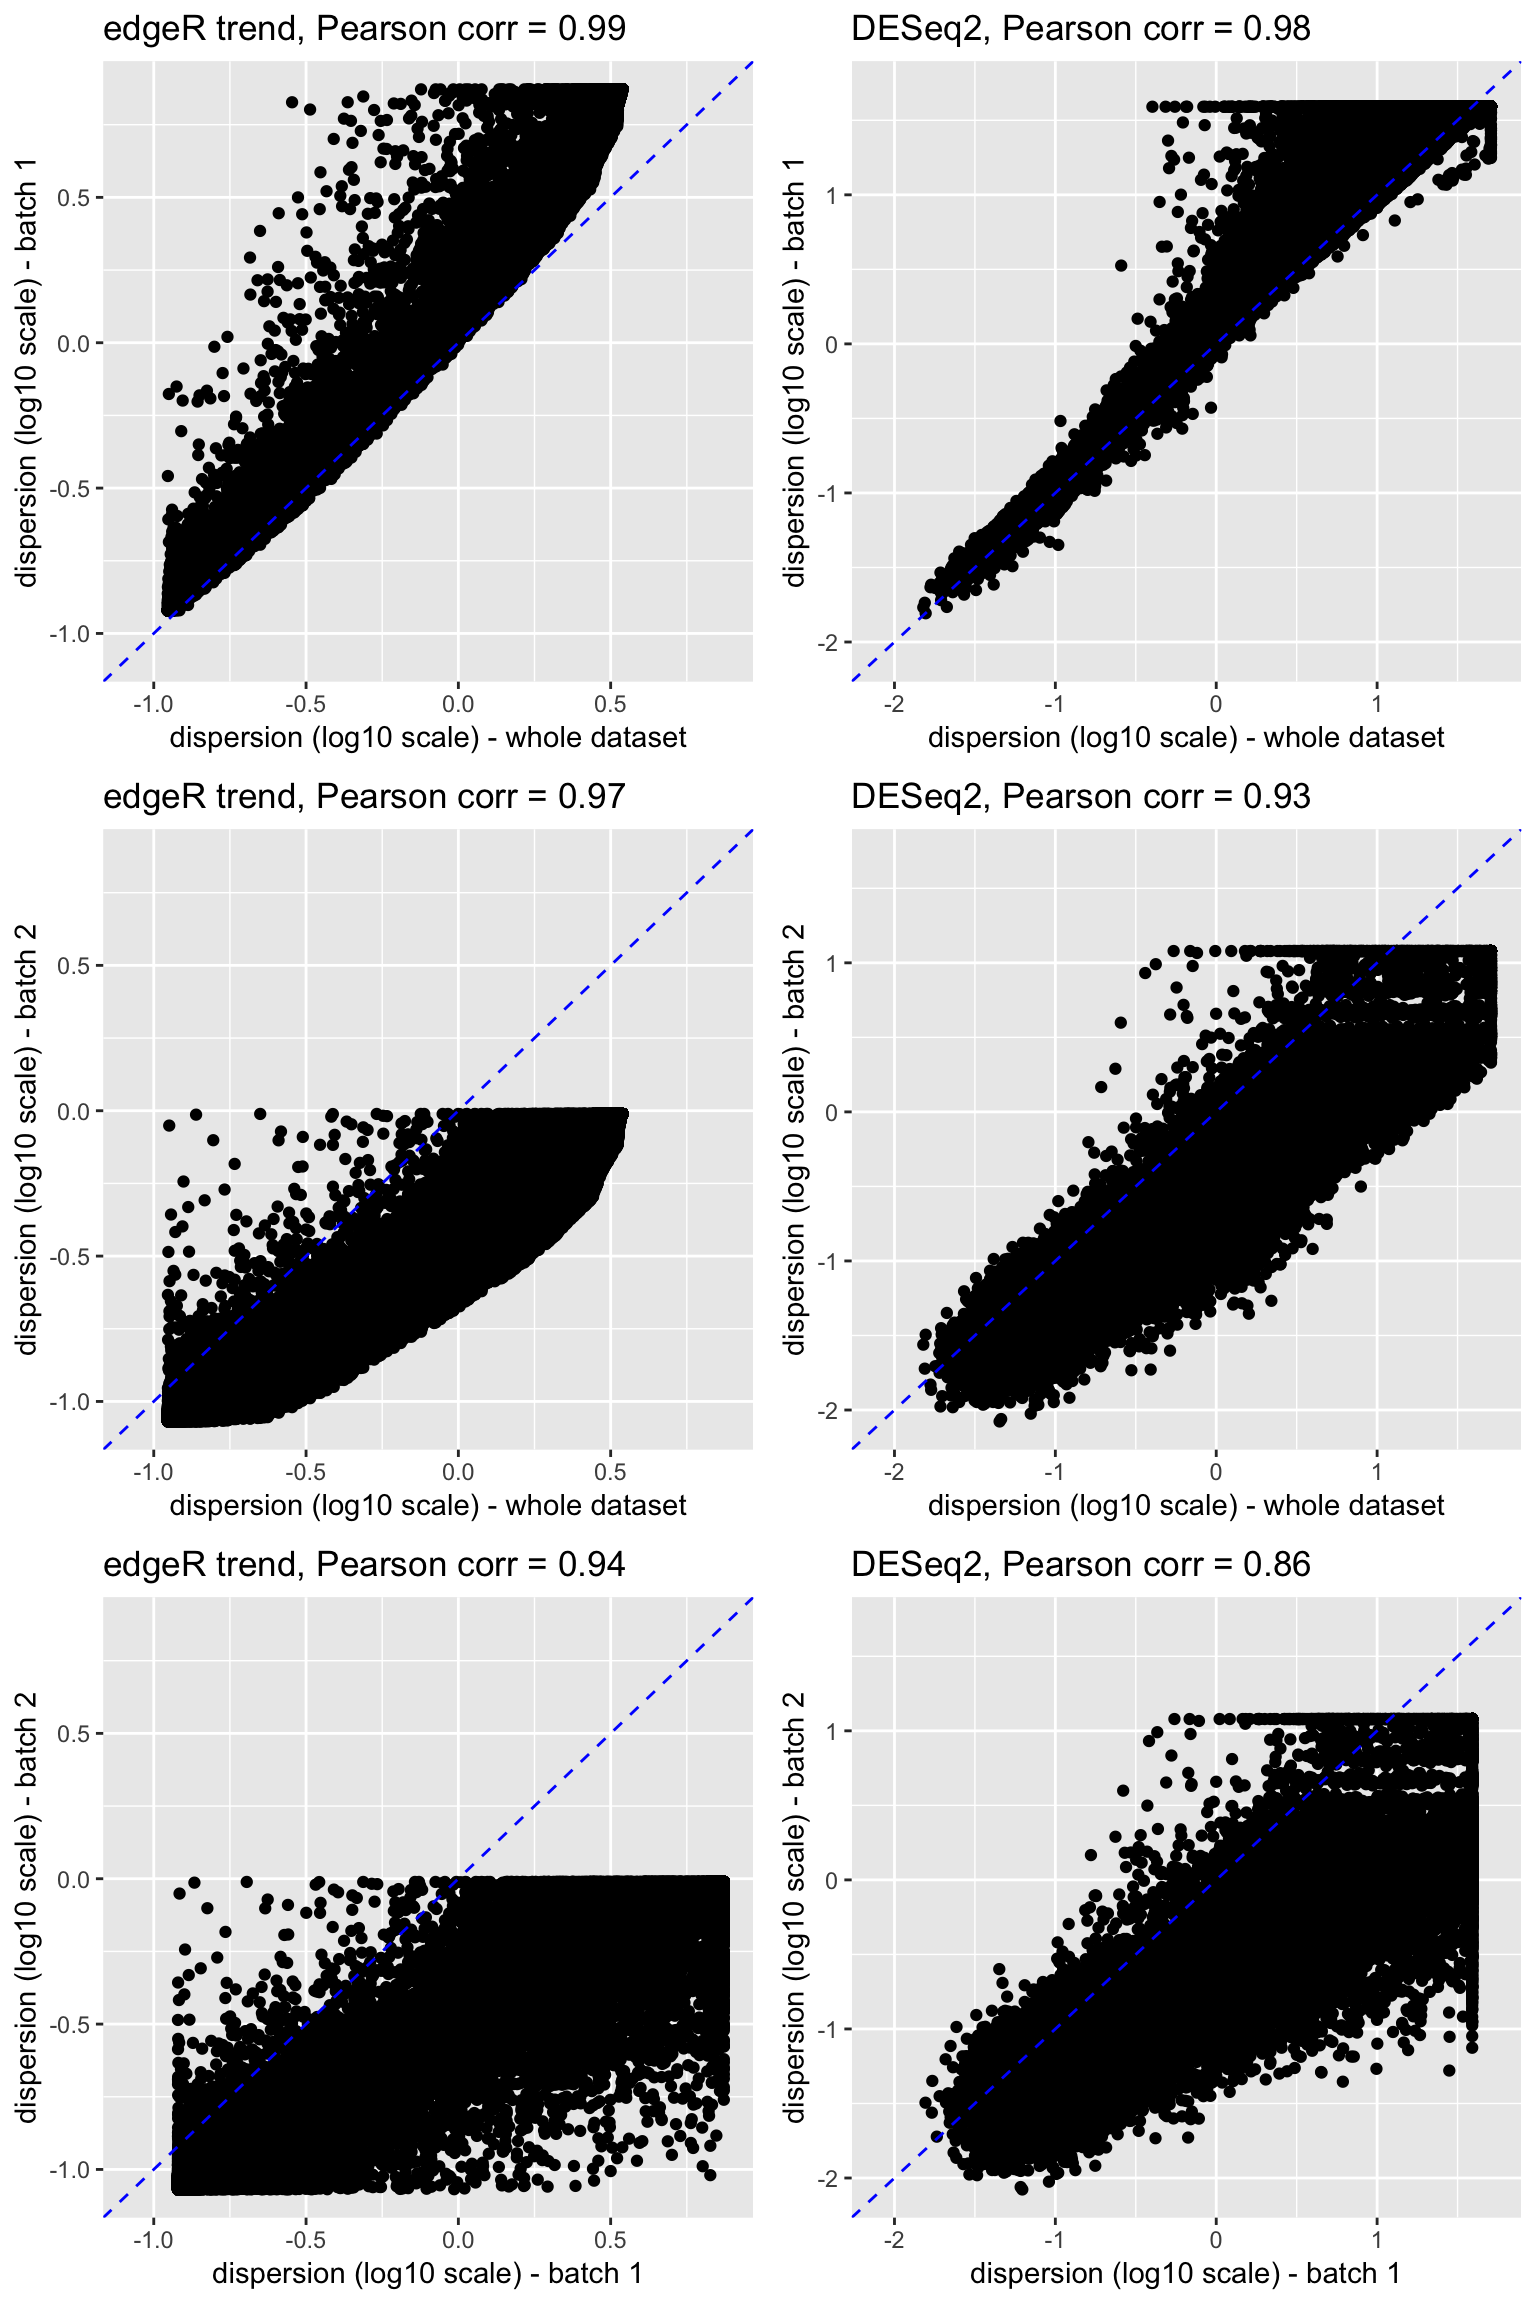 edgeR trend, Pearson corr = 0.99
dispersion (log10 scale) - batch 1
0.5
0.0
-0.5
-1.0
-1.0 -0.5 0.0 0.5
dispersion (log10 scale) - whole dataset
DESeq2, Pearson corr = 0.98
dispersion (log10 scale) - batch 1
1
0
-1
-2
-2 -1 0 1
dispersion (log10 scale) - whole dataset
edgeR trend, Pearson corr = 0.97
dispersion (log10 scale) - batch 2
0.5
0.0
-0.5
-1.0
-1.0 -0.5 0.0 0.5
dispersion (log10 scale) - whole dataset
DESeq2, Pearson corr = 0.93
dispersion (log10 scale) - batch 2
1
0
-1
-2
-2 -1 0 1
dispersion (log10 scale) - whole dataset
edgeR trend, Pearson corr = 0.94
dispersion (log10 scale) - batch 2
0.5
0.0
-0.5
-1.0
-1.0 -0.5 0.0 0.5
dispersion (log10 scale) - batch 1
DESeq2, Pearson corr = 0.86
dispersion (log10 scale) - batch 2
1
0
-1
-2
-2 -1 0 1
dispersion (log10 scale) - batch 1